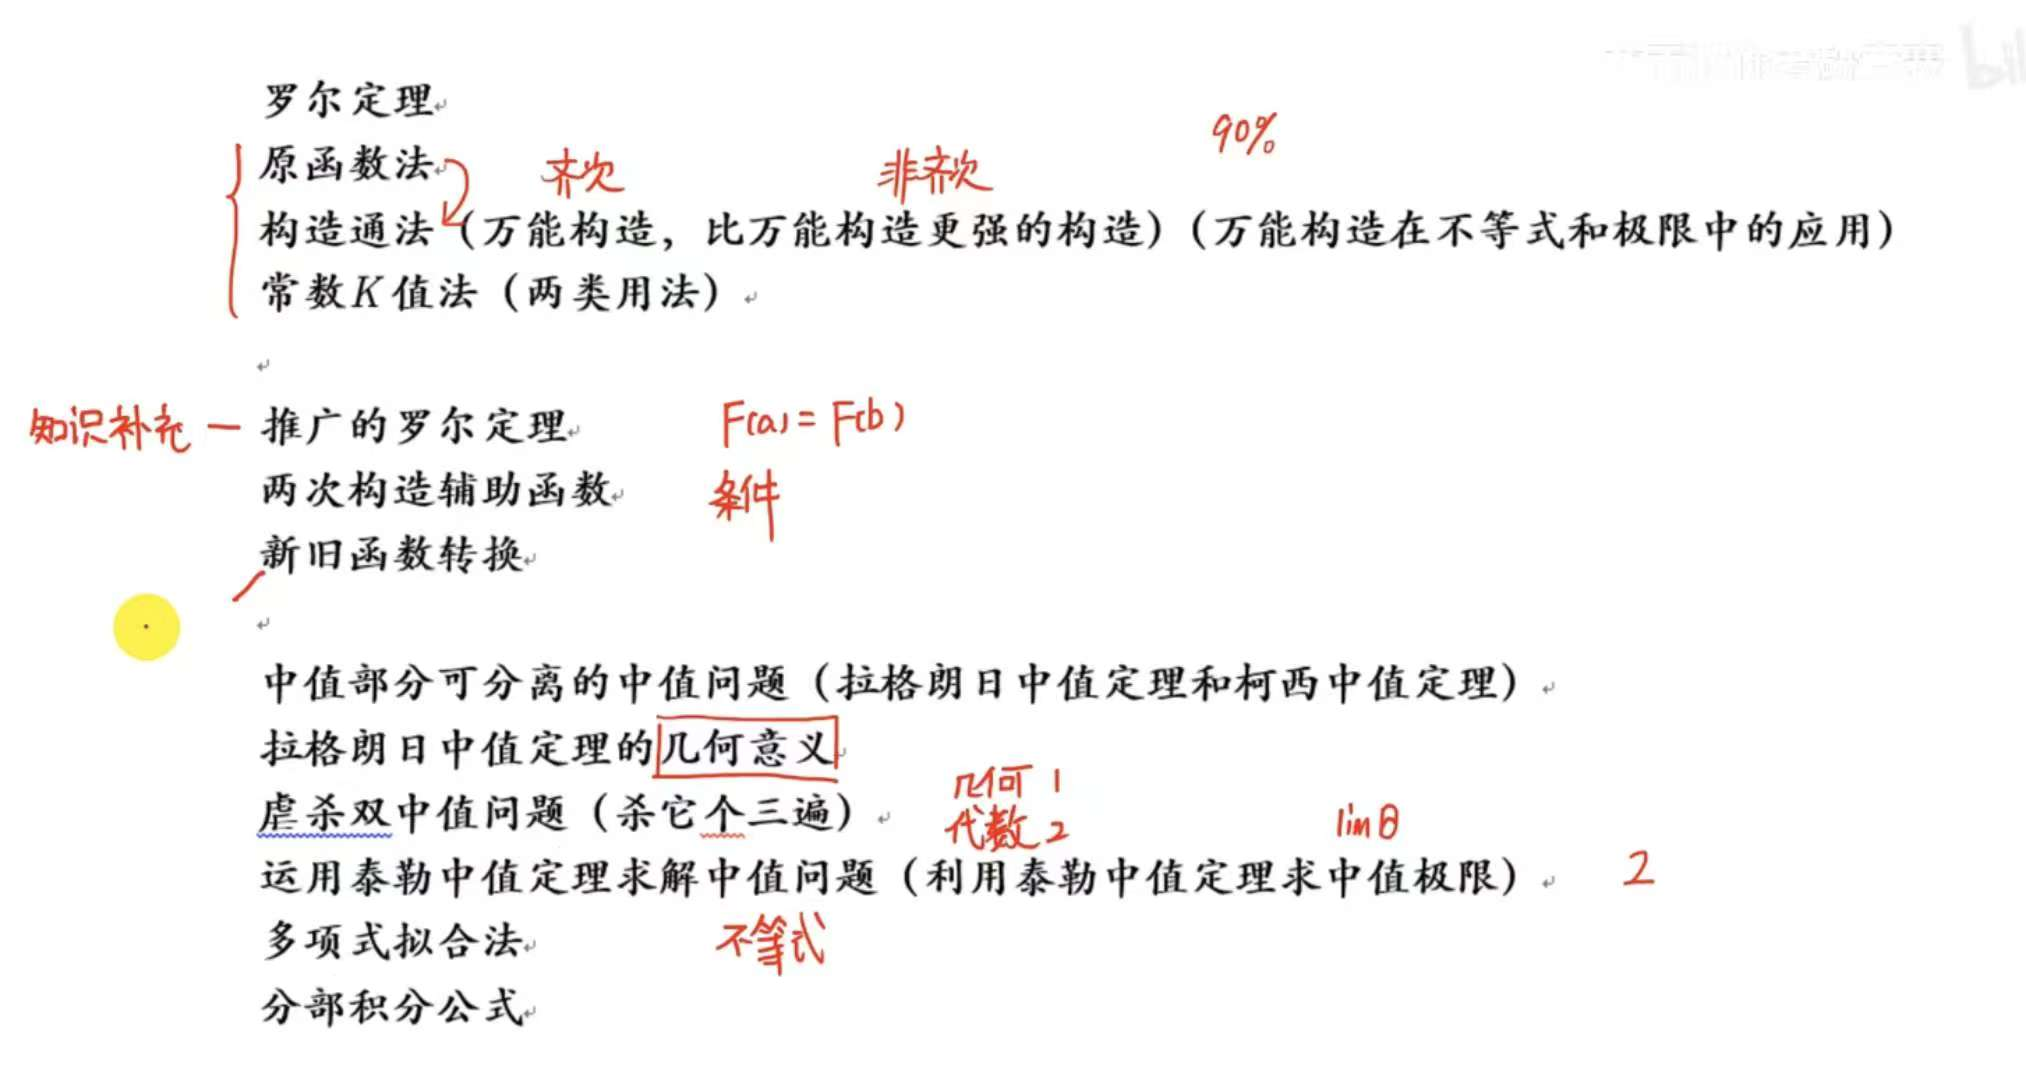 罗尔定理
90%
原函数法 齐次 非齐次
构造通法（万能构造，比万能构造更强的构造）（万能构造在不等式和极限中的应用）
常数K值法（两类用法）
知识补充 — 推广的罗尔定理 F(a)=F(b)
两次构造辅助函数 条件
新旧函数转换
中值部分可分离的中值问题（拉格朗日中值定理和柯西中值定理）
拉格朗日中值定理的几何意义
几何 1
虐杀双中值问题（杀它个三遍） 代数 2 lim θ
运用泰勒中值定理求解中值问题（利用泰勒中值定理求中值极限） 2
多项式拟合法 不等式
分部积分公式